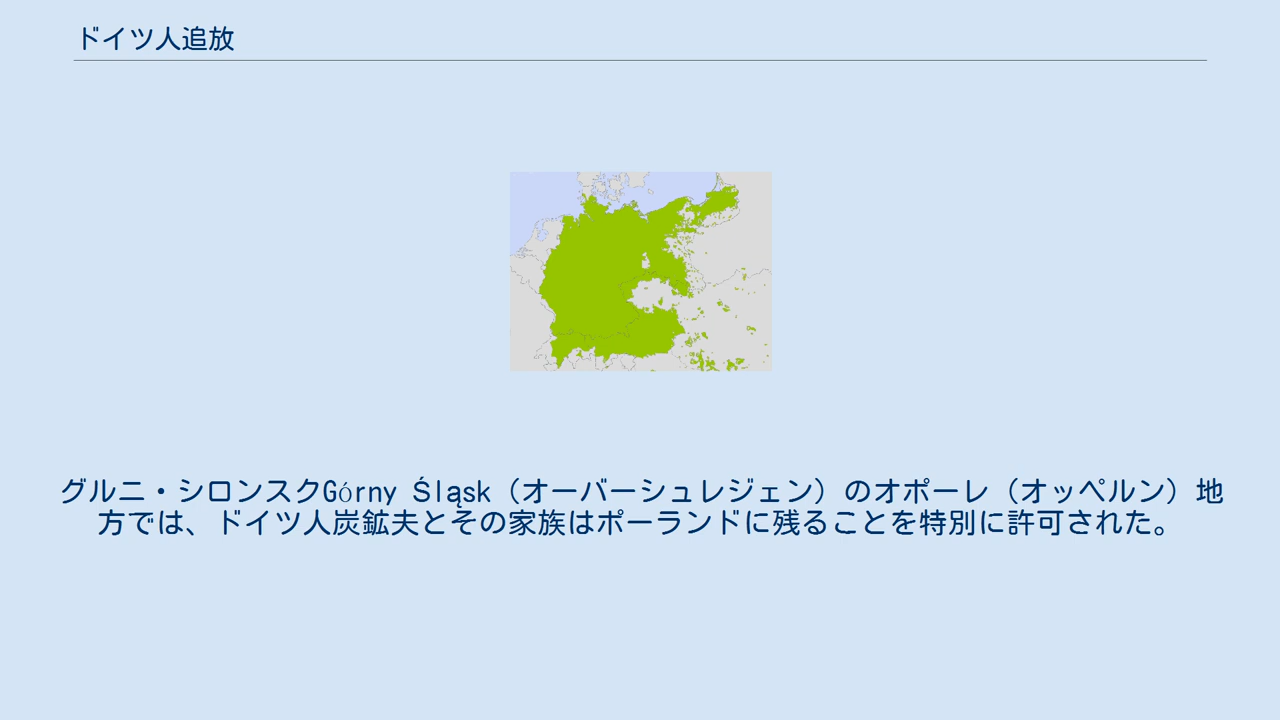 ドイツ人追放
グルニ・シロンスクGórny Śląsk（オーバーシュレジェン）のオポーレ（オッペルン）地
方では、ドイツ人炭鉱夫とその家族はポーランドに残ることを特別に許可された。